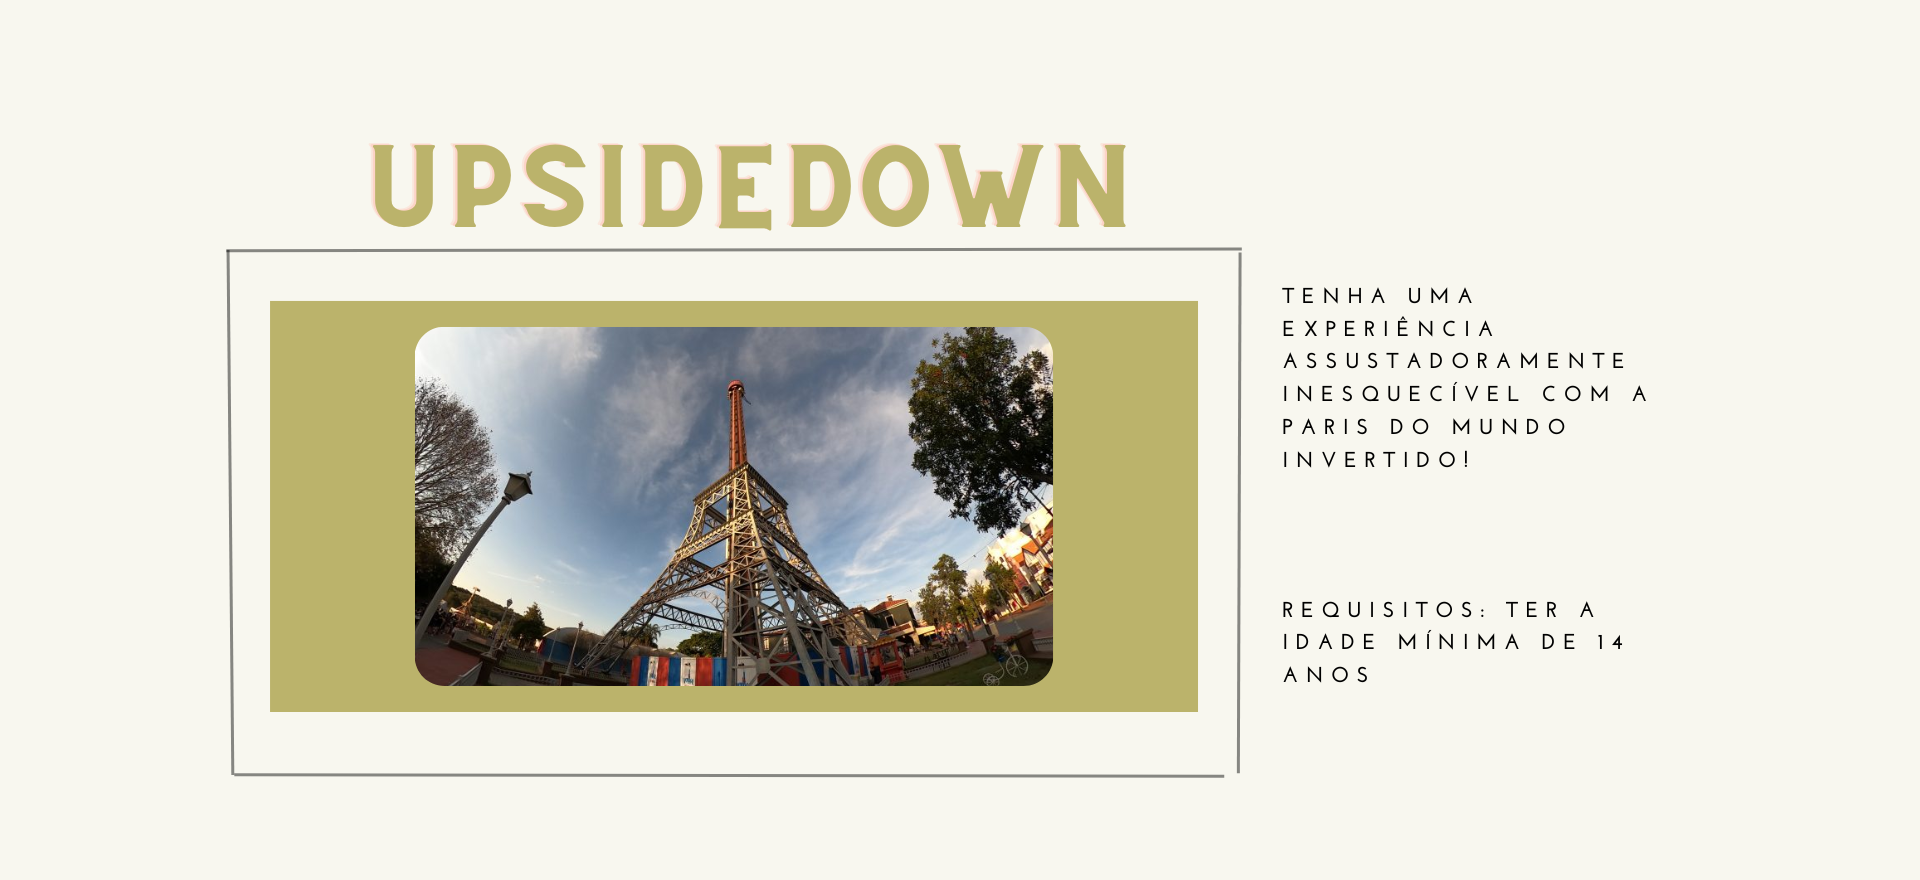 UPSIDEDOWN
TENHA UMA
EXPERIÊNCIA
ASSUSTADORAMENTE
INESQUECÍVEL COM A
PARIS DO MUNDO
INVERTIDO!
REQUISITOS: TER A
IDADE MÍNIMA DE 14
ANOS